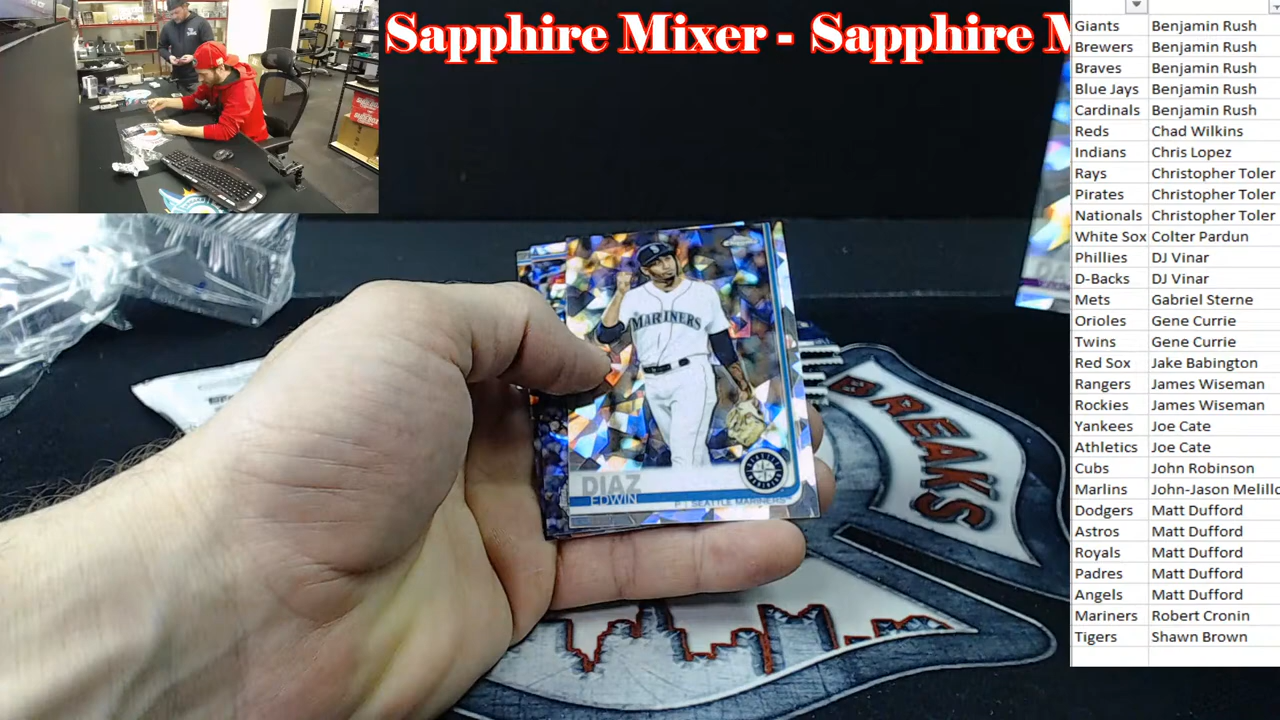 Sapphire Mixer - Sapphire M
Giants Benjamin Rush
Brewers Benjamin Rush
Braves Benjamin Rush
Blue Jays Benjamin Rush
Cardinals Benjamin Rush
Reds Chad Wilkins
Indians Chris Lopez
Rays Christopher Toler
Pirates Christopher Toler
Nationals Christopher Toler
White Sox Colter Pardun
Phillies DJ Vinar
D-Backs DJ Vinar
Mets Gabriel Sterne
Orioles Gene Currie
Twins Gene Currie
Red Sox Jake Babington
Rangers James Wiseman
Rockies James Wiseman
Yankees Joe Cate
Athletics Joe Cate
Cubs John Robinson
Marlins John-Jason Melillo
Dodgers Matt Dufford
Astros Matt Dufford
Royals Matt Dufford
Padres Matt Dufford
Angels Matt Dufford
Mariners Robert Cronin
Tigers Shawn Brown
MARINERS
DIAZ
EDWIN
P | SEATTLE MARINERS
BREAKS